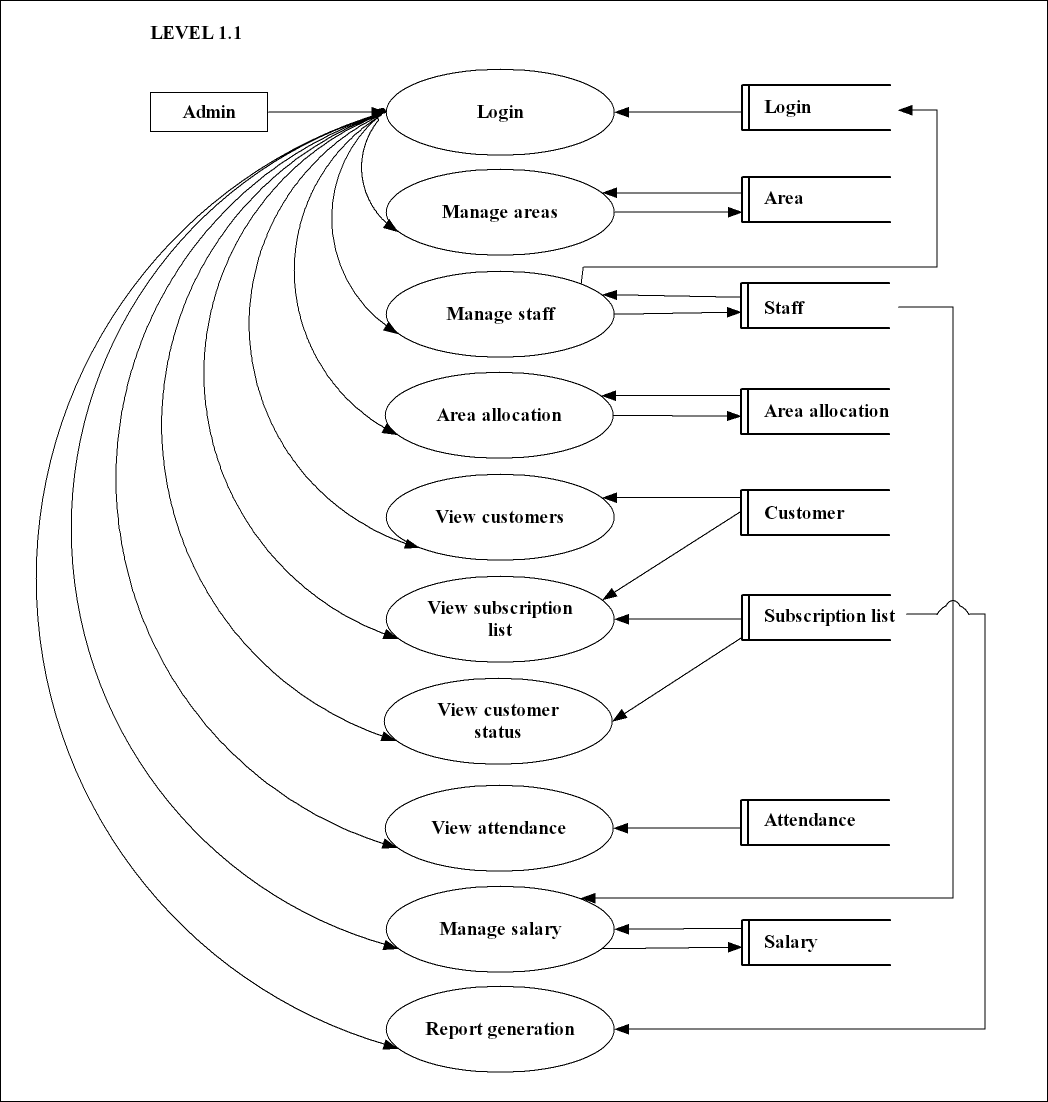 LEVEL 1.1
Admin
Login
Login
Manage areas
Area
Manage staff
Staff
Area allocation
Area allocation
View customers
Customer
View subscription
list
Subscription list
View customer
status
View attendance
Attendance
Manage salary
Salary
Report generation